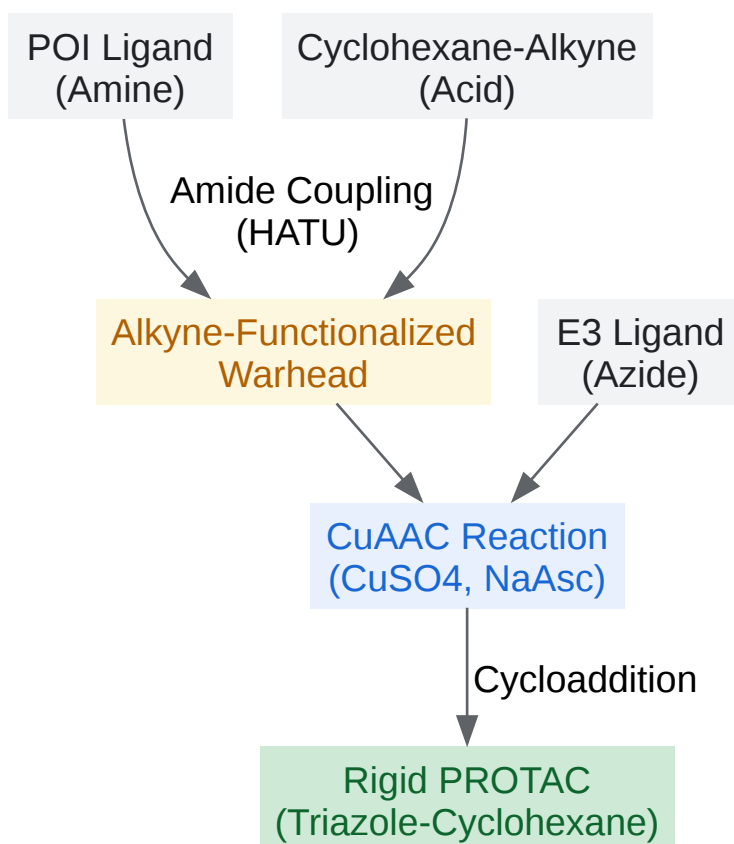 POI Ligand
(Amine)
Cyclohexane-Alkyne
(Acid)
Amide Coupling
(HATU)
Alkyne-Functionalized
Warhead
E3 Ligand
(Azide)
CuAAC Reaction
(CuSO4, NaAsc)
Cycloaddition
Rigid PROTAC
(Triazole-Cyclohexane)